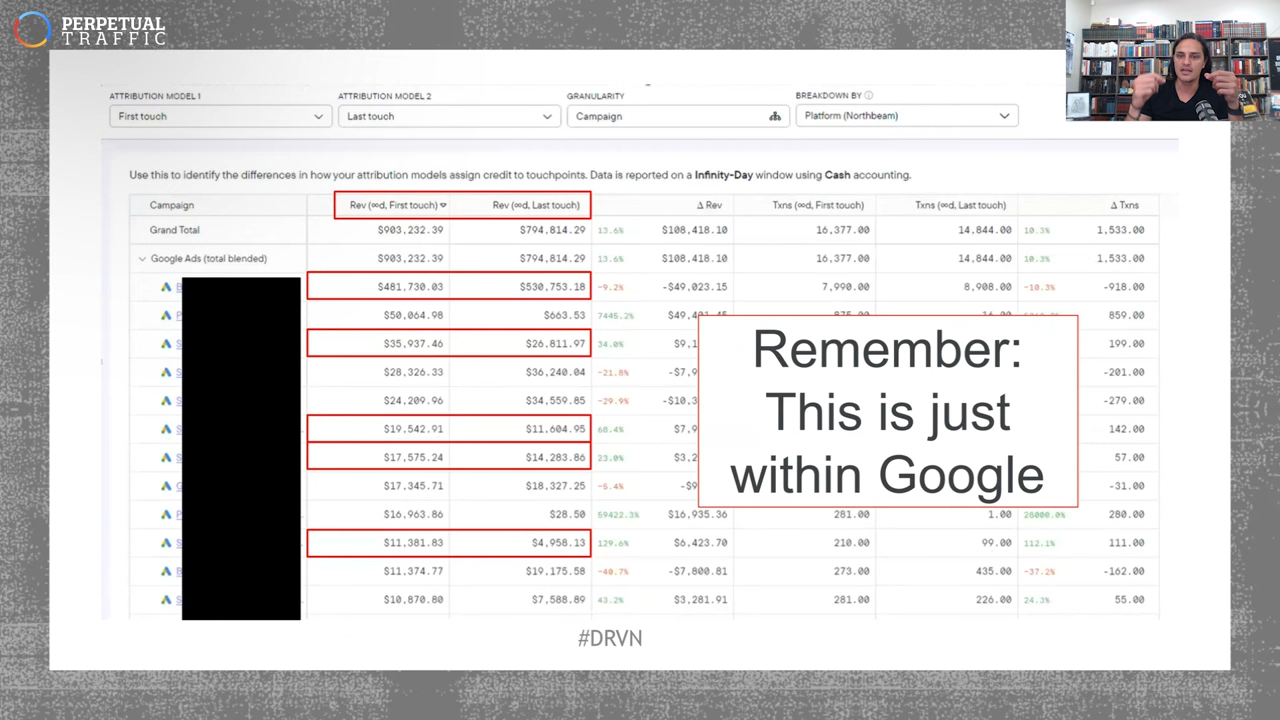 PERPETUAL
TRAFFIC
ATTRIBUTION MODEL 1 ATTRIBUTION MODEL 2 GRANULARITY BREAKDOWN BY
First touch Last touch Campaign Platform (Northbeam)
Use this to identify the differences in how your attribution models assign credit to touchpoints. Data is reported on a Infinity-Day window using Cash accounting.
Campaign Rev (∞d, First touch) Rev (∞d, Last touch) Δ Rev Txns (∞d, First touch) Txns (∞d, Last touch) Δ Txns
Grand Total $903,232.39 $794,814.29 13.6% $108,418.10 16,377.00 14,844.00 10.3% 1,533.00
Google Ads (total blended) $903,232.39 $794,814.29 13.6% $108,418.10 16,377.00 14,844.00 10.3% 1,533.00
$481,730.03 $530,753.18 -9.2% -$49,023.15 7,990.00 8,908.00 -10.3% -918.00
P $50,064.98 $663.53 7445.2% 859.00
S $35,937.46 $26,811.97 34.0% $9,1 199.00
S $28,326.33 $36,240.04 -21.8% -$7,9 -201.00
S $24,209.96 $34,559.85 -29.9% -$10,3 -279.00
S $19,542.91 $11,604.95 68.4% $7,9 142.00
S $17,575.24 $14,283.86 23.0% $3,2 57.00
$17,345.71 $18,327.25 -5.4% -$9 -31.00
P $16,963.86 $28.50 59422.3% $16,935.36 281.00 1.00 28000.0% 280.00
S $11,381.83 $4,958.13 129.6% $6,423.70 210.00 99.00 112.1% 111.00
$11,374.77 $19,175.58 -40.7% -$7,800.81 273.00 435.00 -37.2% -162.00
S $10,870.80 $7,588.89 43.2% $3,281.91 281.00 226.00 24.3% 55.00
Remember:
This is just
within Google
#DRVN